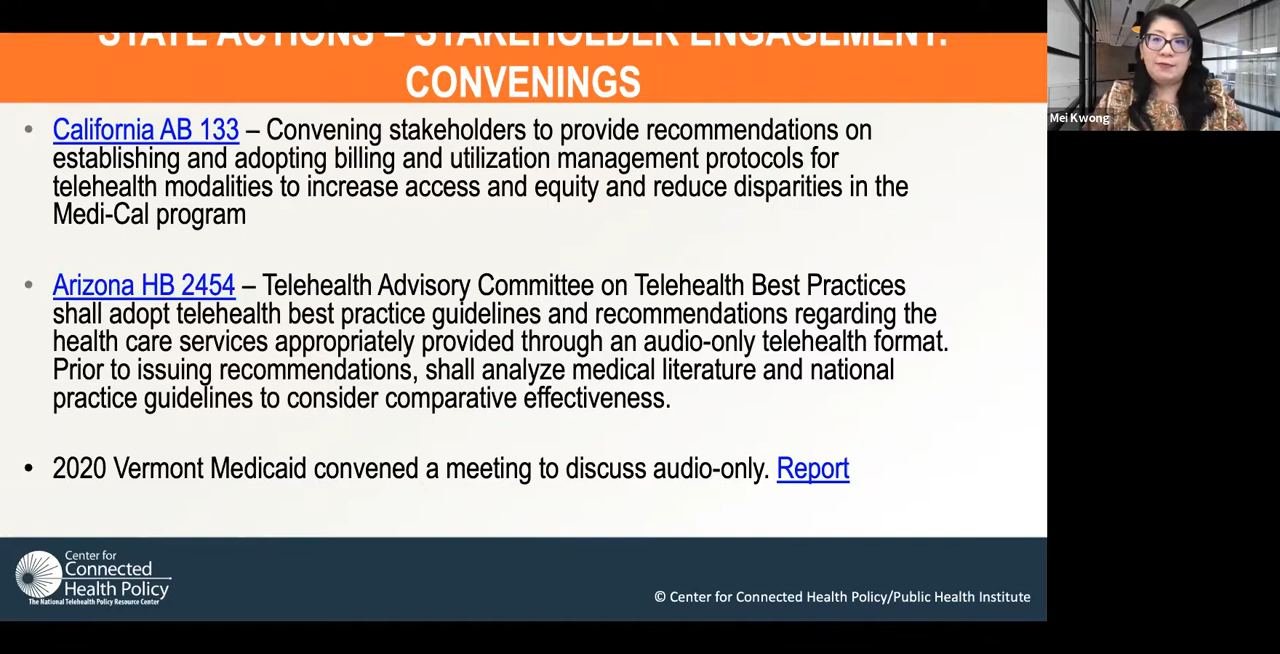 STATE ACTIONS – STAKEHOLDER ENGAGEMENT:
CONVENINGS
Mei Kwong
• California AB 133 – Convening stakeholders to provide recommendations on
establishing and adopting billing and utilization management protocols for
telehealth modalities to increase access and equity and reduce disparities in the
Medi-Cal program
• Arizona HB 2454 – Telehealth Advisory Committee on Telehealth Best Practices
shall adopt telehealth best practice guidelines and recommendations regarding the
health care services appropriately provided through an audio-only telehealth format.
Prior to issuing recommendations, shall analyze medical literature and national
practice guidelines to consider comparative effectiveness.
• 2020 Vermont Medicaid convened a meeting to discuss audio-only. Report
Center for
Connected
Health Policy
The National Telehealth Policy Resource Center
© Center for Connected Health Policy/Public Health Institute